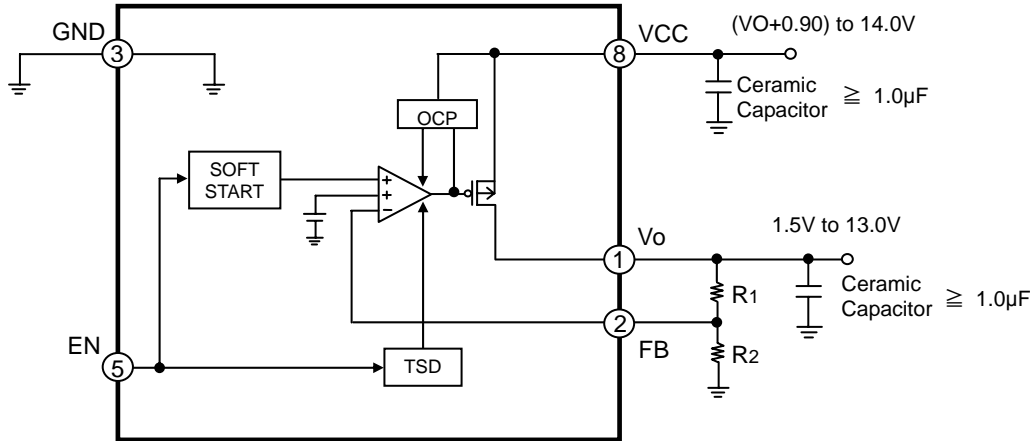 GND
3
8
VCC
(VO+0.90) to 14.0V
Ceramic
Capacitor ≧ 1.0μF
OCP
SOFT
START
+
+
−
1
Vo
1.5V to 13.0V
R1
Ceramic
Capacitor ≧ 1.0μF
2
FB
R2
EN
5
TSD